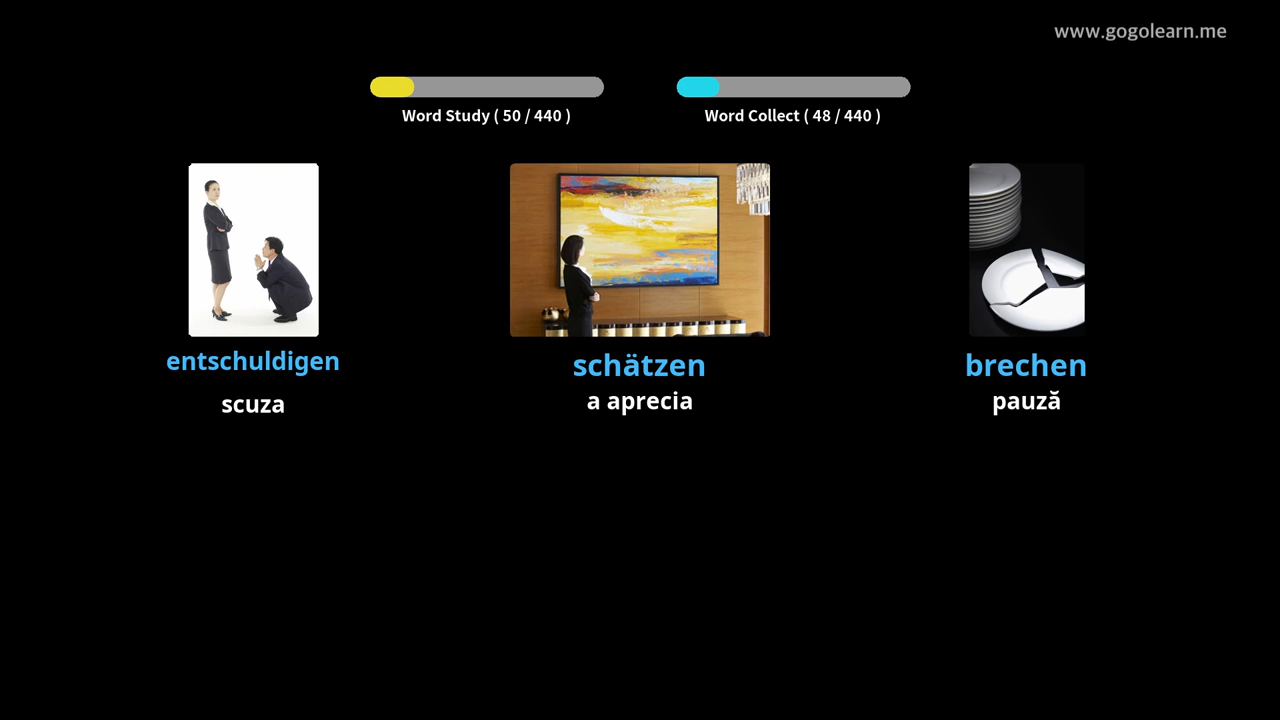 www.gogolearn.me
Word Study ( 50 / 440 )
Word Collect ( 48 / 440 )
entschuldigen
scuza
schätzen
a aprecia
brechen
pauză